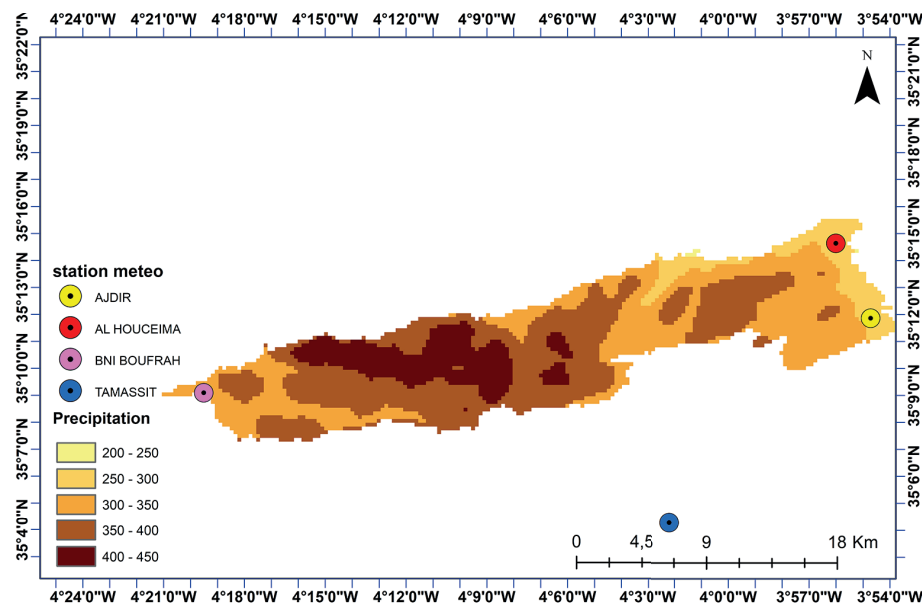 4°24'0"W 4°21'0"W 4°18'0"W 4°15'0"W 4°12'0"W 4°9'0"W 4°6'0"W 4°3'0"W 4°0'0"W 3°57'0"W 3°54'0"W
35°22'0"N
35°19'0"N
35°16'0"N
35°13'0"N
35°10'0"N
35°7'0"N
35°4'0"N
N
station meteo
AJDIR
AL HOUCEIMA
BNI BOUFRAH
TAMASSIT
Precipitation
200 - 250
250 - 300
300 - 350
350 - 400
400 - 450
0 4,5 9 18 Km
35°21'0"N
35°18'0"N
35°15'0"N
35°12'0"N
35°9'0"N
35°6'0"N
4°24'0"W 4°21'0"W 4°18'0"W 4°15'0"W 4°12'0"W 4°9'0"W 4°6'0"W 4°3'0"W 4°0'0"W 3°57'0"W 3°54'0"W